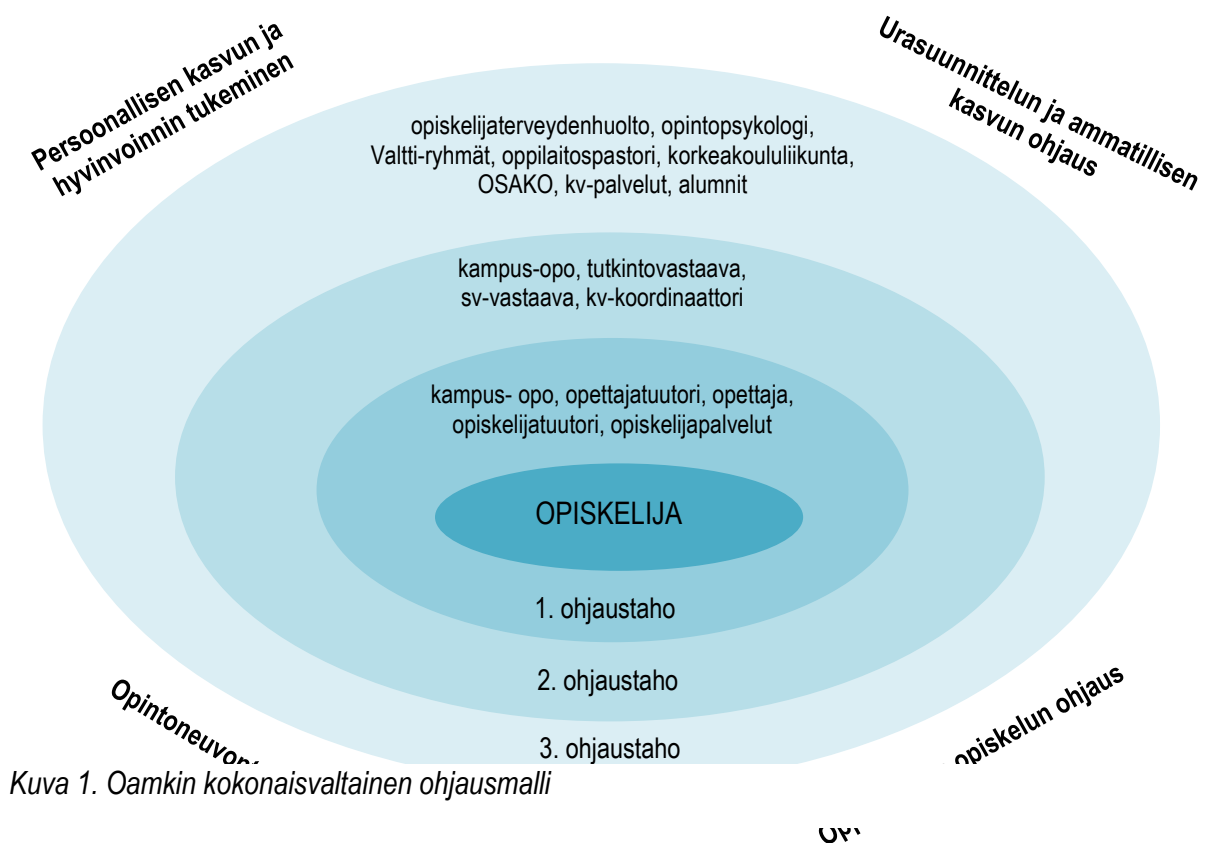 Persoonallisen kasvun ja
hyvinvoinnin tukeminen
Urasuunnittelun ja ammatillisen
kasvun ohjaus
opiskelijaterveydenhuolto, opintopsykologi,
Valtti-ryhmät, oppilaitospastori, korkeakoululiikunta,
OSAKO, kv-palvelut, alumnit
kampus-opo, tutkintovastaava,
sv-vastaava, kv-koordinaattori
kampus- opo, opettajatuutori, opettaja,
opiskelijatuutori, opiskelijapalvelut
OPISKELIJA
1. ohjaustaho
2. ohjaustaho
3. ohjaustaho
opiskelun ohjaus
Kuva 1. Oamkin kokonaisvaltainen ohjausmalli